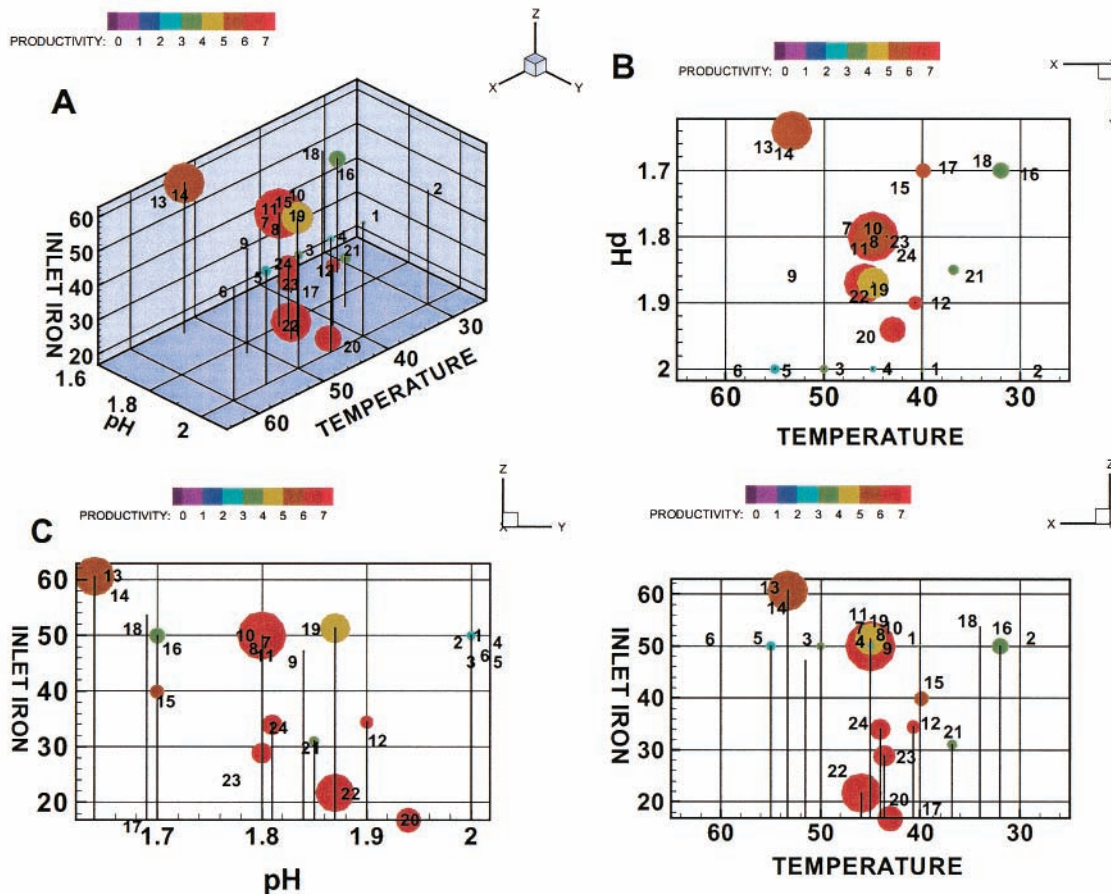 PRODUCTIVITY: 0 1 2 3 4 5 6 7
Z
X Y
A
18
16
2
13 14
11 15 10
7 19
8
1
9
3 4
24 21
5 12
23
6 17
22
20
INLET IRON
60
50
40
30
20
1.6
1.8
2
pH
60
50
40
30
TEMPERATURE
PRODUCTIVITY: 0 1 2 3 4 5 6 7
X
B
pH
1.7
1.8
1.9
2
13 14
17 18 16
15
7 10 23
11 8 24
9 21
22 19
12
20
6 5 3 4 1 2
60 50 40 30
TEMPERATURE
PRODUCTIVITY: 0 1 2 3 4 5 6 7
Z
X Y
C
INLET IRON
60
50
40
30
20
13
14
18 10 7 19 2 1 4
16 8 11 9 3 6 5
15
24 12
21
23
22
17 20
1.7 1.8 1.9 2
pH
PRODUCTIVITY: 0 1 2 3 4 5 6 7
Z
X
INLET IRON
60
50
40
30
20
13
14
11 19
7 8 10 18 16
6 5 3 4 9 1 2
15
24 12
21
23
22
20 17
60 50 40 30
TEMPERATURE